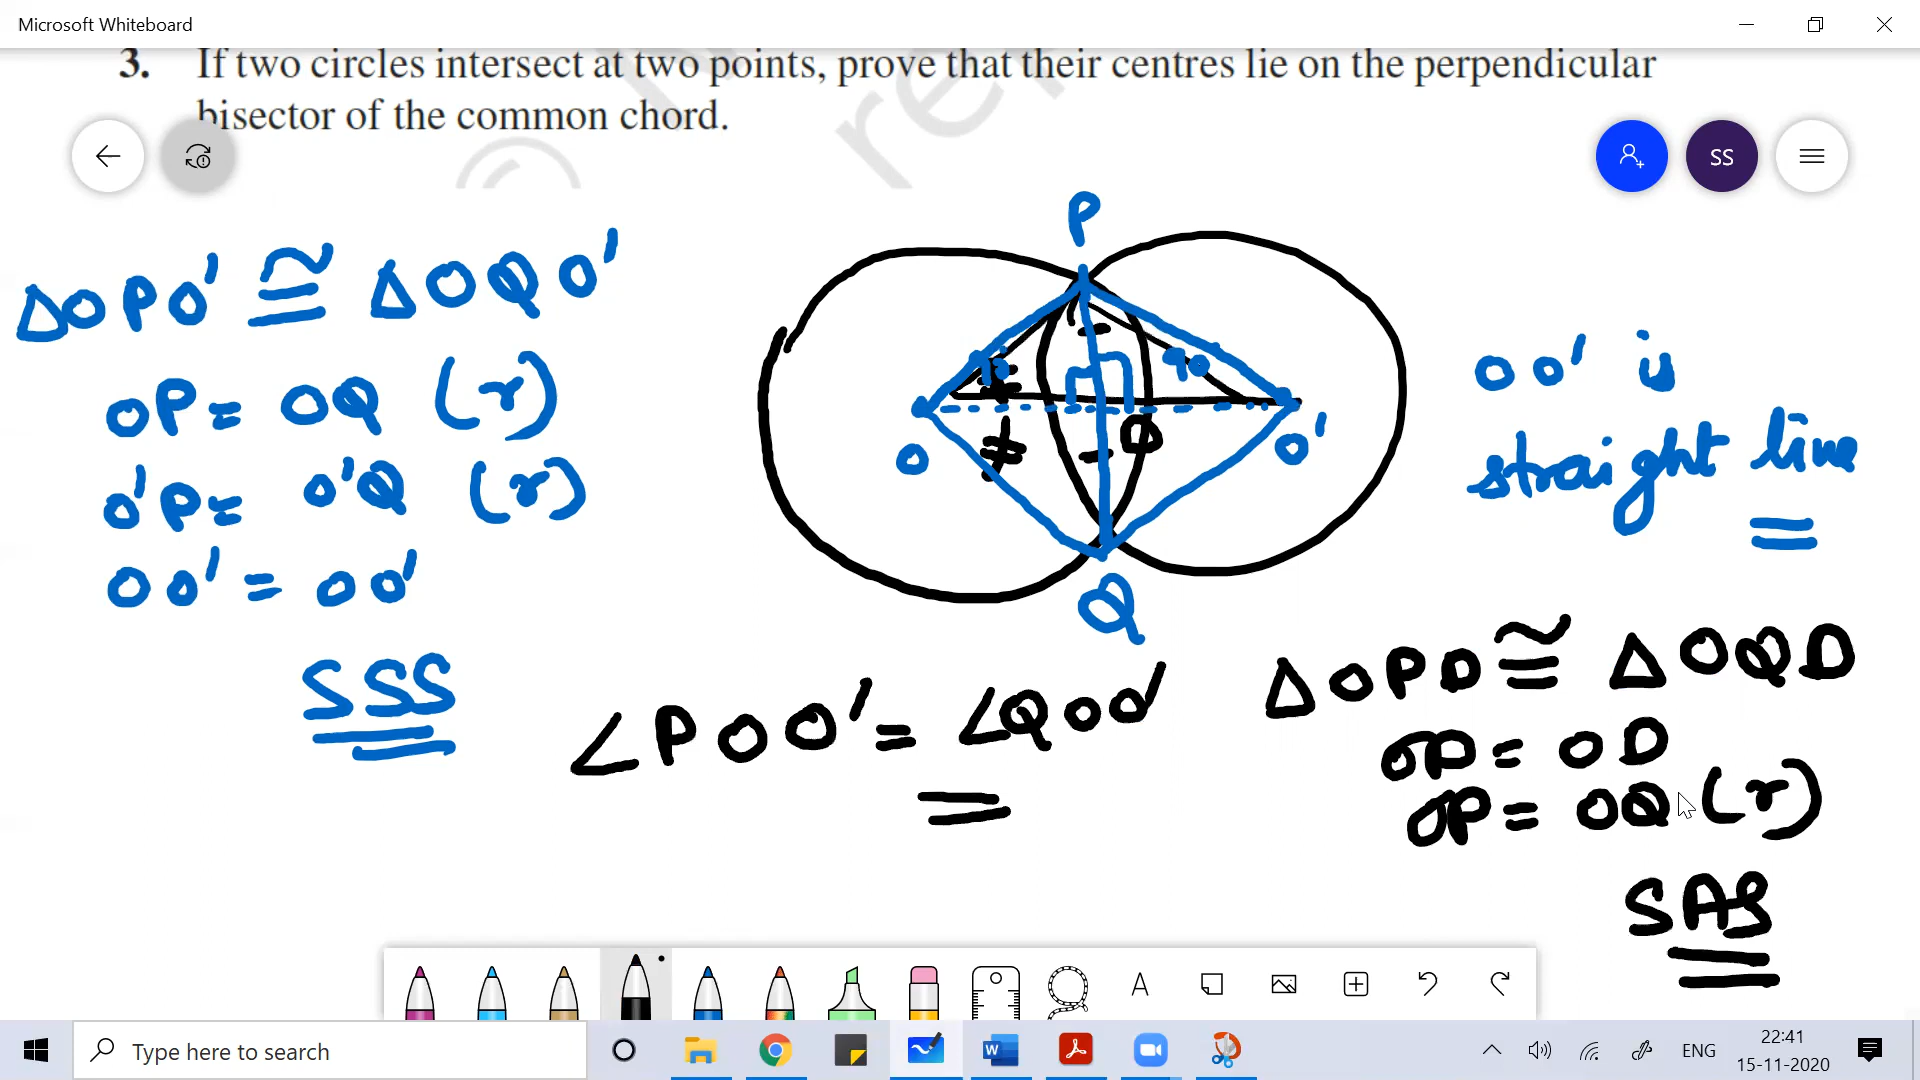 Microsoft Whiteboard
3. If two circles intersect at two points, prove that their centres lie on the perpendicular
bisector of the common chord.
SS
P
ΔOPO' ≅ ΔOQO'
OP = OQ (r)
O'P = O'Q (r)
OO' = OO'
SSS
O
D
O'
Q
OO' is
straight line
∠POO' = ∠QOO'
ΔOPD ≅ ΔOQD
OD = OD
OP = OQ (r)
SAS
A
Type here to search
ENG
22:41
15-11-2020